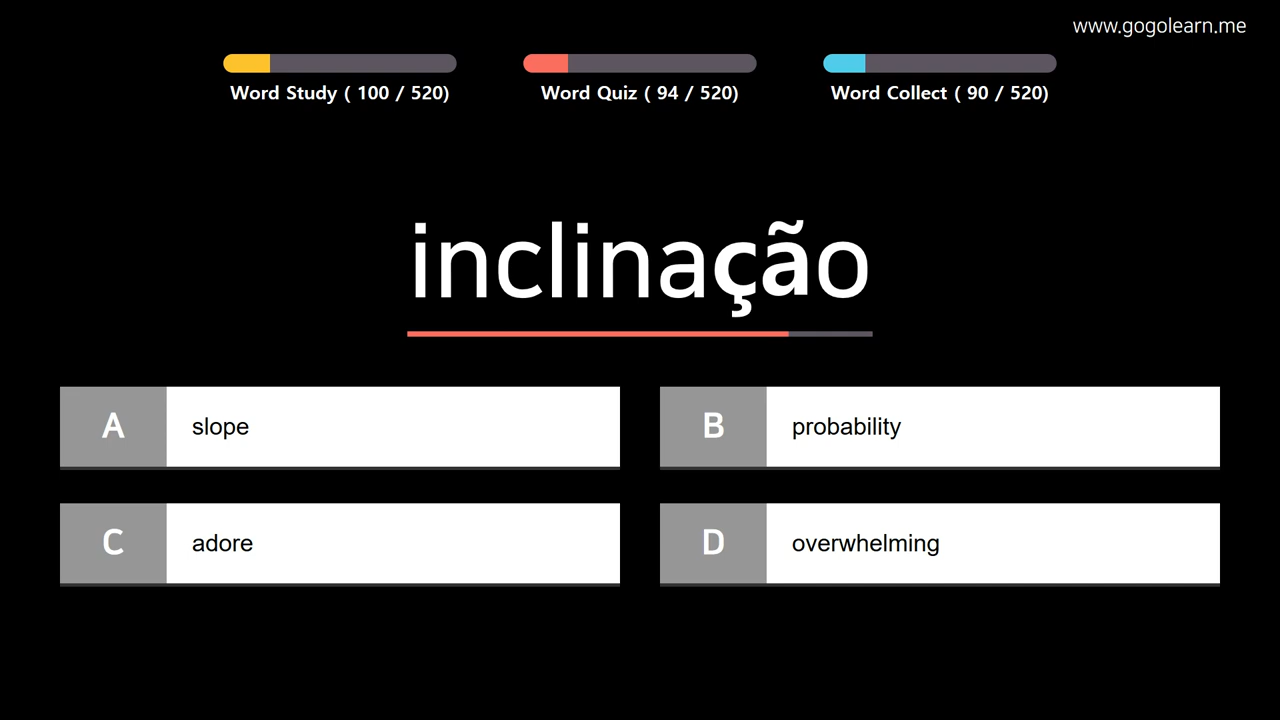 www.gogolearn.me
Word Study ( 100 / 520)
Word Quiz ( 94 / 520)
Word Collect ( 90 / 520)
inclinação
A slope
B probability
C adore
D overwhelming